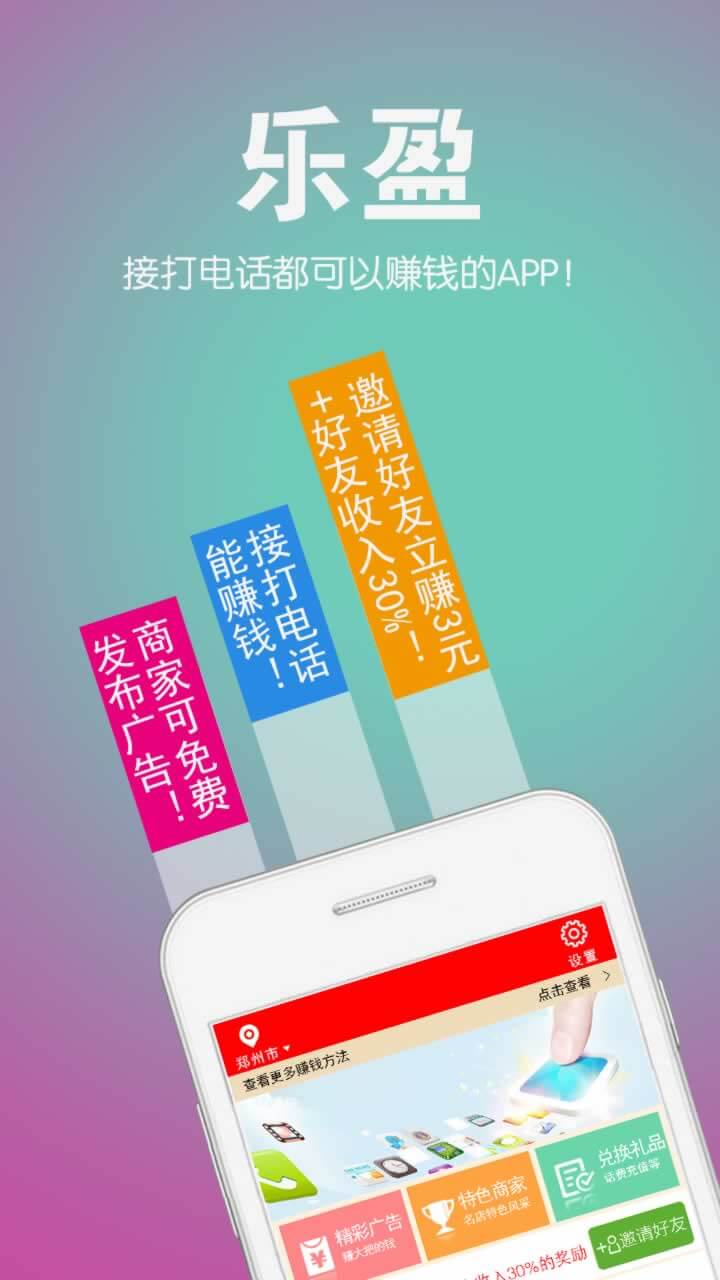 乐盈
接打电话都可以赚钱的APP!
邀请好友立赚3元
+好友收入30%!
接打电话
能赚钱!
商家可免费
发布广告!
设置
郑州市
点击查看
查看更多赚钱方法
兑换礼品
话费充值等
特色商家
名店特色风采
精彩广告
赚大把的钱
收入30%的奖励
邀请好友